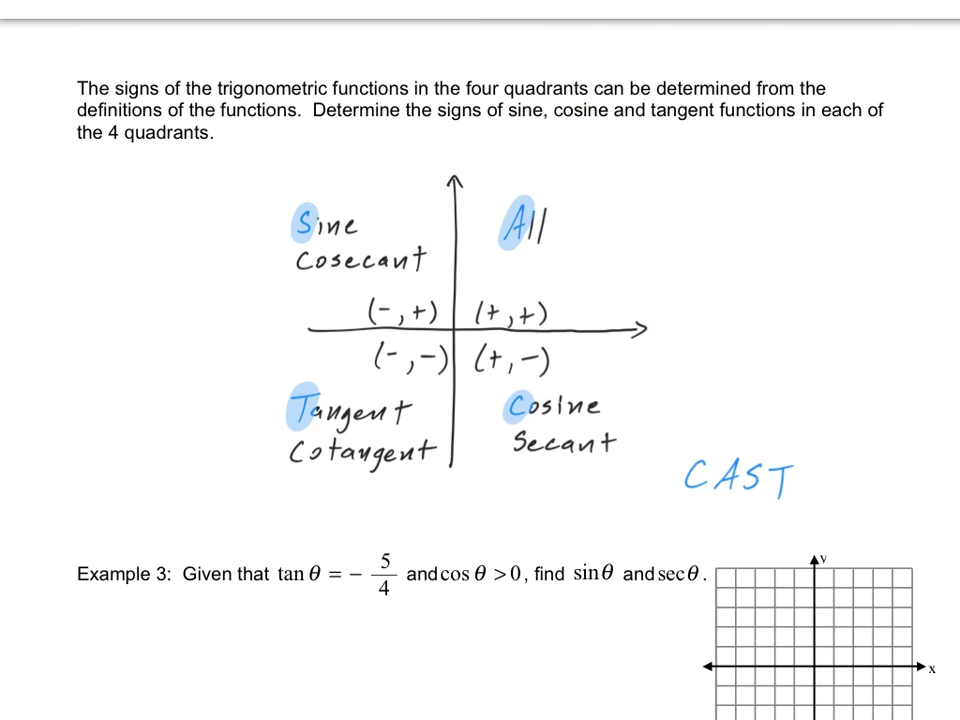 The signs of the trigonometric functions in the four quadrants can be determined from the
definitions of the functions.  Determine the signs of sine, cosine and tangent functions in each of
the 4 quadrants.
Sine
Cosecant
All
(-,+) (+,+)
(-,-) (+,-)
Tangent
Cotangent
Cosine
Secant
CAST
Example 3:  Given that tan θ = − 5/4 and cos θ > 0, find sin θ and sec θ.
y
x